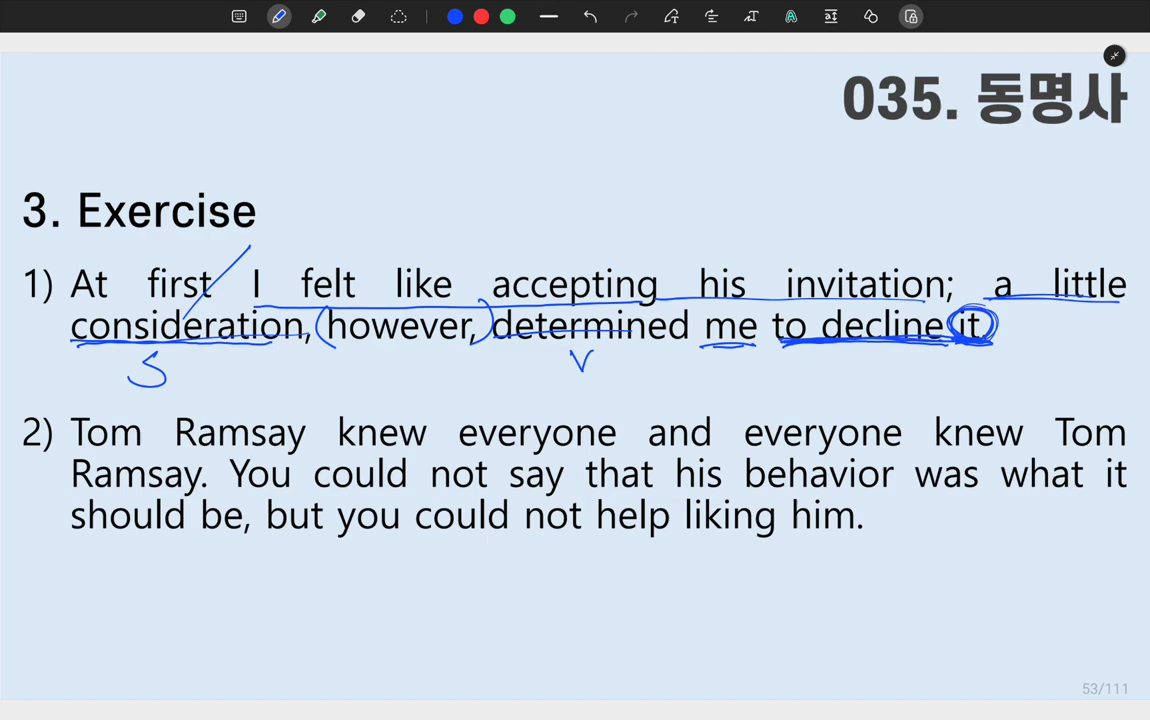 035. 동명사
3. Exercise
1) At first I felt like accepting his invitation; a little
consideration, (however,) determined me to decline it.
S V
2) Tom Ramsay knew everyone and everyone knew Tom
Ramsay. You could not say that his behavior was what it
should be, but you could not help liking him.
53/111